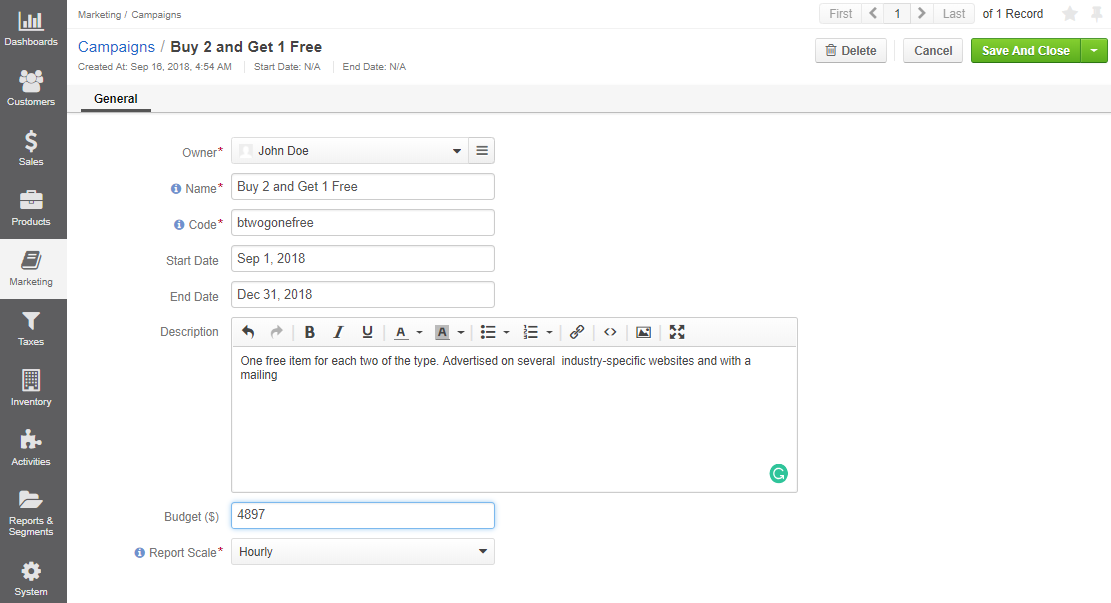 Dashboards
Customers
Sales
Products
Marketing
Taxes
Inventory
Activities
Reports &
Segments
System
Marketing / Campaigns
First 1 Last of 1 Record
Campaigns / Buy 2 and Get 1 Free
Delete Cancel Save And Close
Created At: Sep 16, 2018, 4:54 AM Start Date: N/A End Date: N/A
General
Owner* John Doe
Name* Buy 2 and Get 1 Free
Code* btwogonefree
Start Date Sep 1, 2018
End Date Dec 31, 2018
Description B I U A A
One free item for each two of the type. Advertised on several  industry-specific websites and with a
mailing
Budget ($) 4897
Report Scale* Hourly